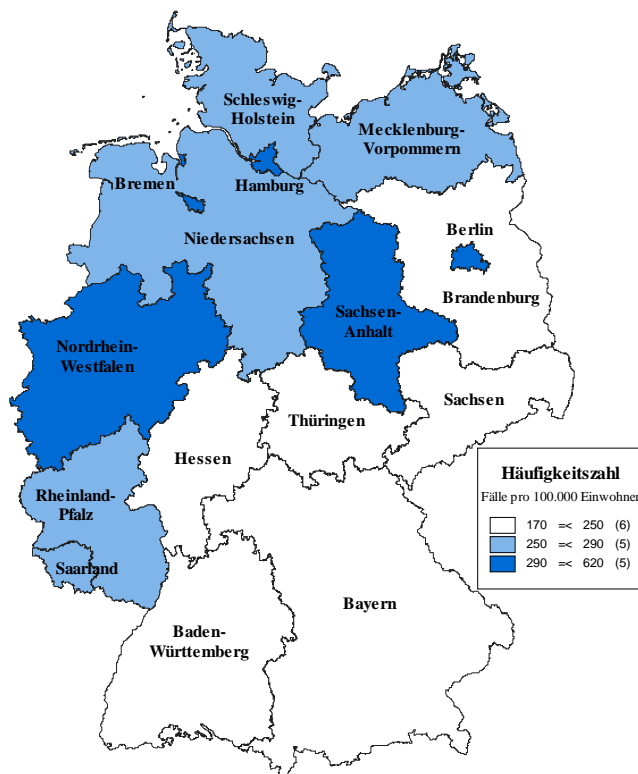 Schleswig-
Holstein
Mecklenburg-
Vorpommern
Bremen
Hamburg
Berlin
Niedersachsen
Brandenburg
Sachsen-
Anhalt
Nordrhein-
Westfalen
Sachsen
Thüringen
Hessen
Häufigkeitszahl
Fälle pro 100.000 Einwohner
170 =< 250 (6)
250 =< 290 (5)
290 =< 620 (5)
Rheinland-
Pfalz
Saarland
Bayern
Baden-
Württemberg